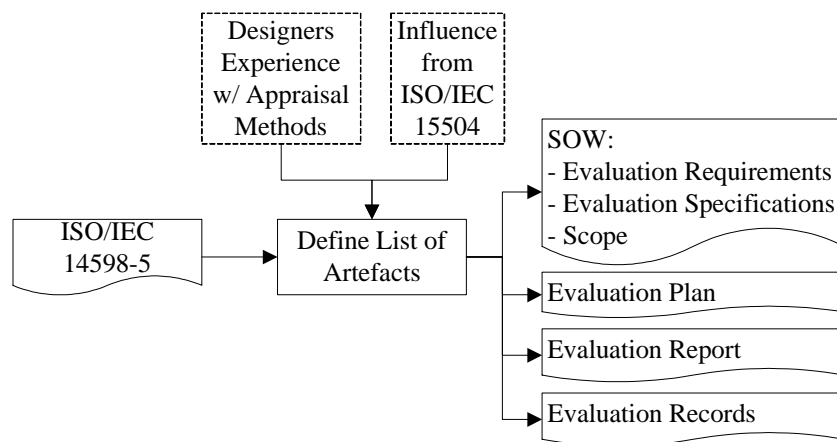 Designers
Experience
w/ Appraisal
Methods
Influence
from
ISO/IEC
15504
SOW:
- Evaluation Requirements
- Evaluation Specifications
- Scope
ISO/IEC
14598-5
Define List of
Artefacts
Evaluation Plan
Evaluation Report
Evaluation Records